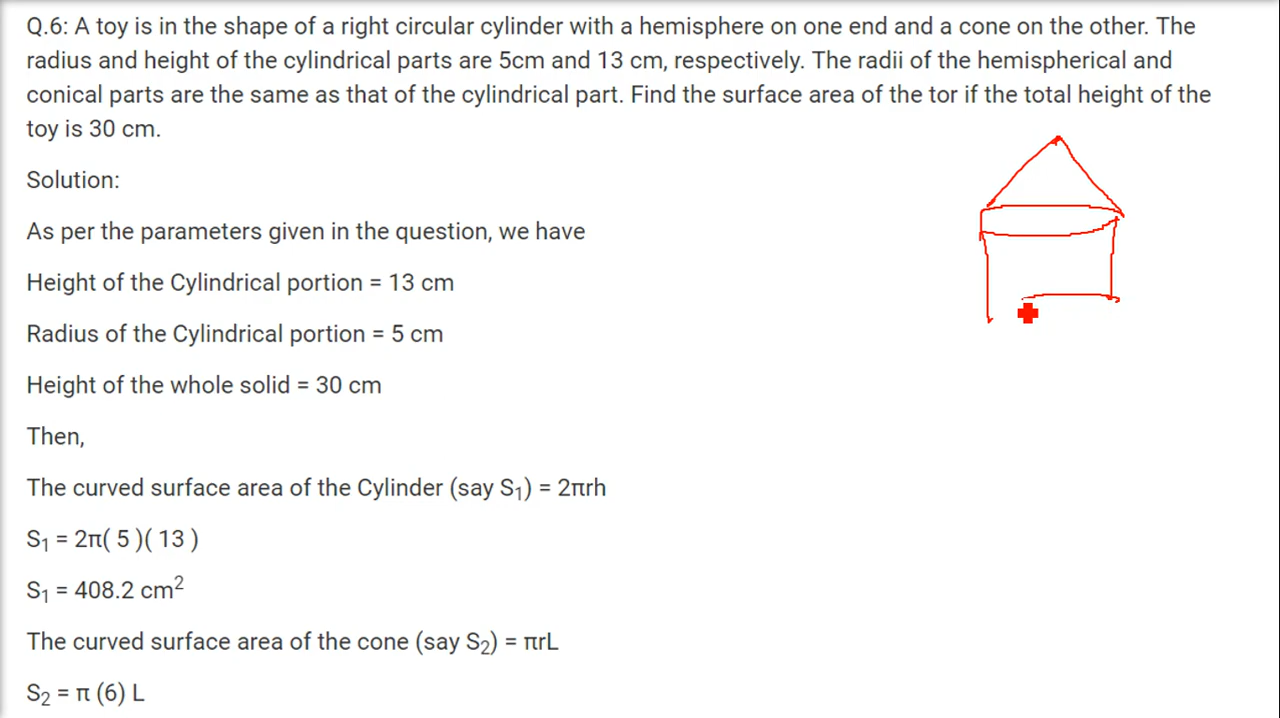 Q.6: A toy is in the shape of a right circular cylinder with a hemisphere on one end and a cone on the other. The
radius and height of the cylindrical parts are 5cm and 13 cm, respectively. The radii of the hemispherical and
conical parts are the same as that of the cylindrical part. Find the surface area of the tor if the total height of the
toy is 30 cm.
Solution:
As per the parameters given in the question, we have
Height of the Cylindrical portion = 13 cm
Radius of the Cylindrical portion = 5 cm
Height of the whole solid = 30 cm
Then,
The curved surface area of the Cylinder (say S₁) = 2πrh
S₁ = 2π( 5 )( 13 )
S₁ = 408.2 cm²
The curved surface area of the cone (say S₂) = πrL
S₂ = π (6) L